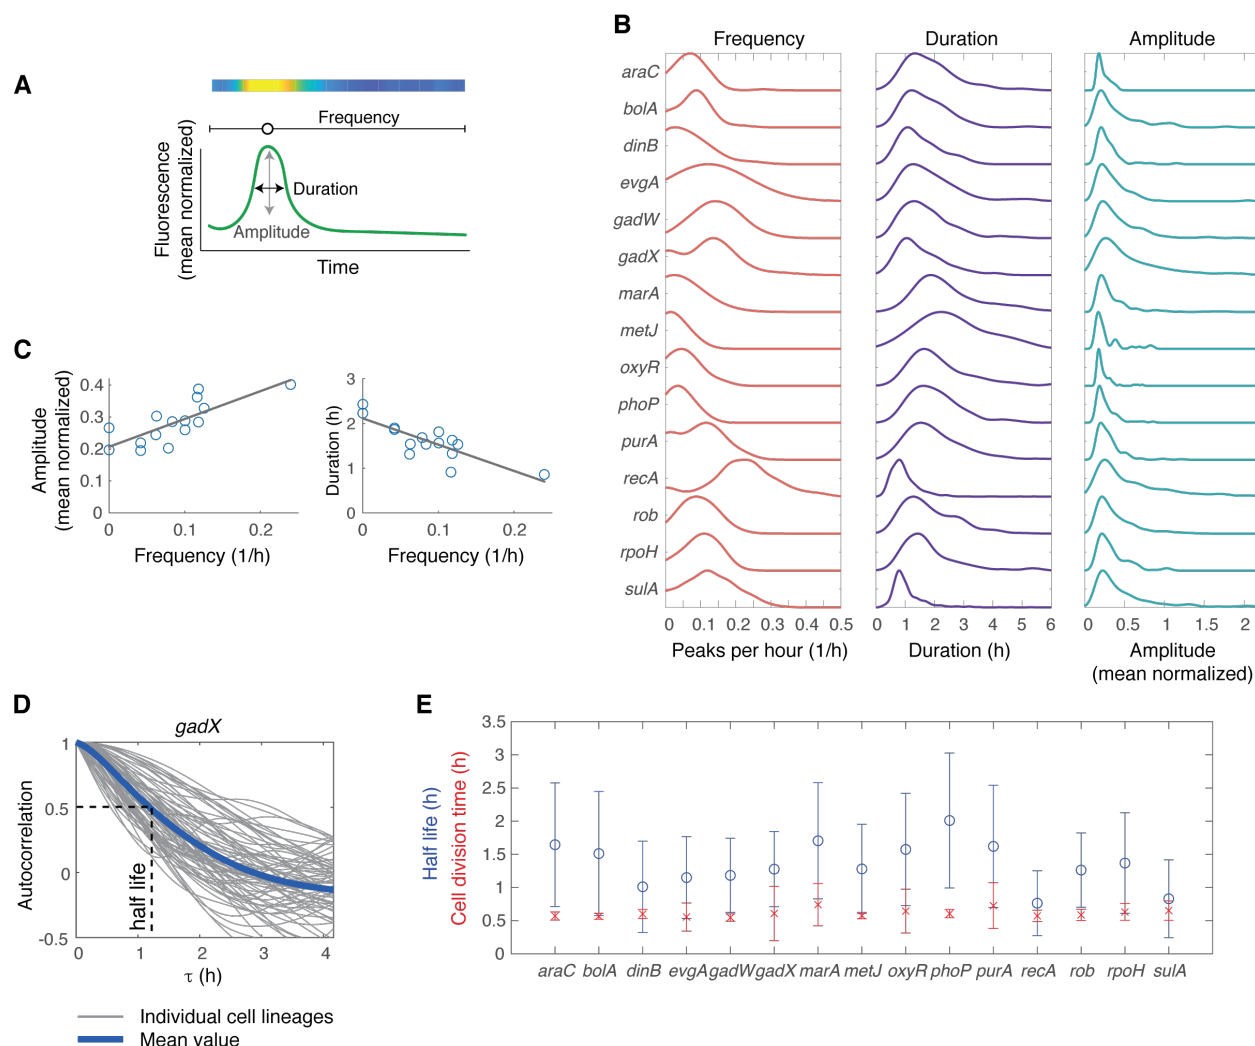 A
Frequency
Fluorescence
(mean normalized)
Duration
Amplitude
Time
B
Frequency
Duration
Amplitude
araC
bolA
dinB
evgA
gadW
gadX
marA
metJ
oxyR
phoP
purA
recA
rob
rpoH
sulA
0 0.1 0.2 0.3 0.4 0.5
0 1 2 3 4 5 6
0 0.5 1 1.5 2
Peaks per hour (1/h)
Duration (h)
Amplitude
(mean normalized)
C
Amplitude
(mean normalized)
0.4
0.3
0.2
0.1
0
0 0.1 0.2
Frequency (1/h)
Duration (h)
3
2
1
0
0 0.1 0.2
Frequency (1/h)
D
gadX
Autocorrelation
1
0.5
0
-0.5
half life
0 1 2 3 4
τ (h)
Individual cell lineages
Mean value
E
Half life (h)
Cell division time (h)
3.5
3
2.5
2
1.5
1
0.5
0
araC bolA dinB evgA gadW gadX marA metJ oxyR phoP purA recA rob rpoH sulA